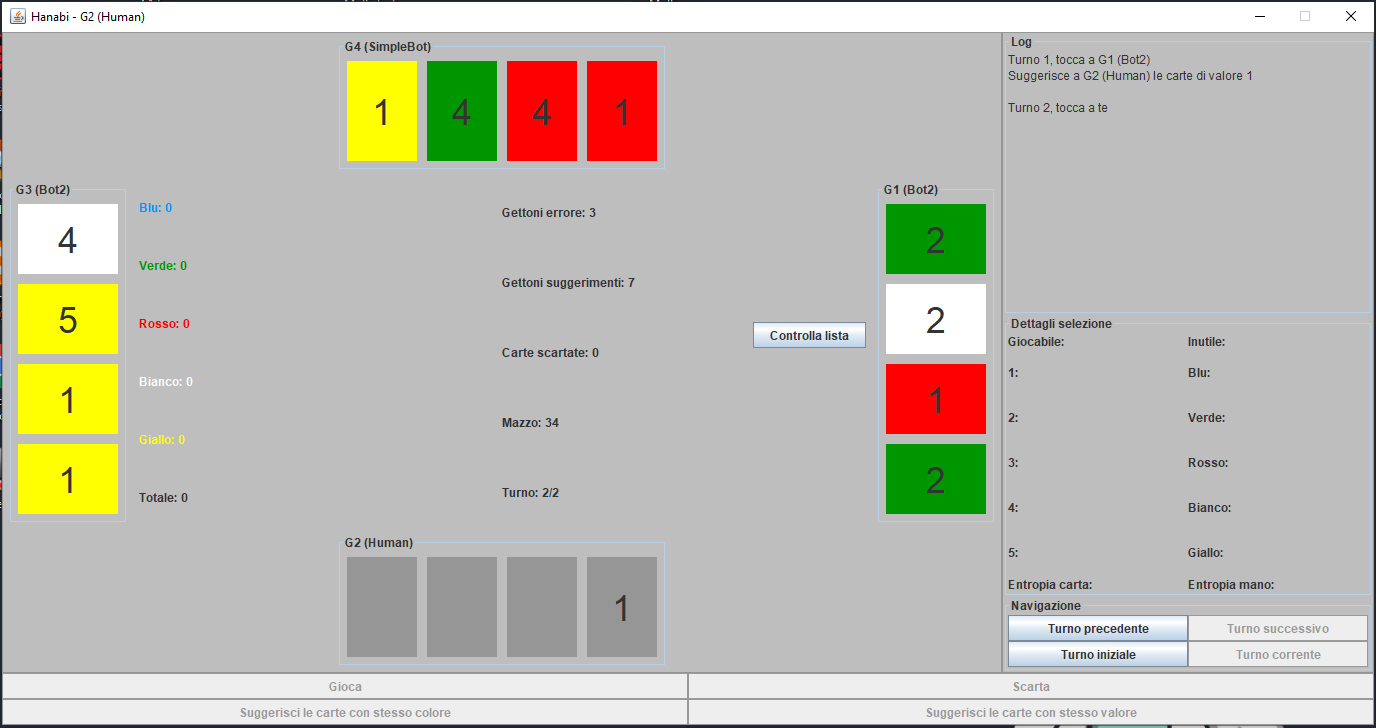 Hanabi - G2 (Human)
G4 (SimpleBot)
1 4 4 1
G3 (Bot2)
4
5
1
1
Blu: 0
Verde: 0
Rosso: 0
Bianco: 0
Giallo: 0
Totale: 0
Gettoni errore: 3
Gettoni suggerimenti: 7
Carte scartate: 0
Mazzo: 34
Turno: 2/2
Controlla lista
G1 (Bot2)
2
2
1
2
G2 (Human)
1
Log
Turno 1, tocca a G1 (Bot2)
Suggerisce a G2 (Human) le carte di valore 1
Turno 2, tocca a te
Dettagli selezione
Giocabile: Inutile:
1: Blu:
2: Verde:
3: Rosso:
4: Bianco:
5: Giallo:
Entropia carta: Entropia mano:
Navigazione
Turno precedente Turno successivo
Turno iniziale Turno corrente
Gioca Scarta
Suggerisci le carte con stesso colore Suggerisci le carte con stesso valore